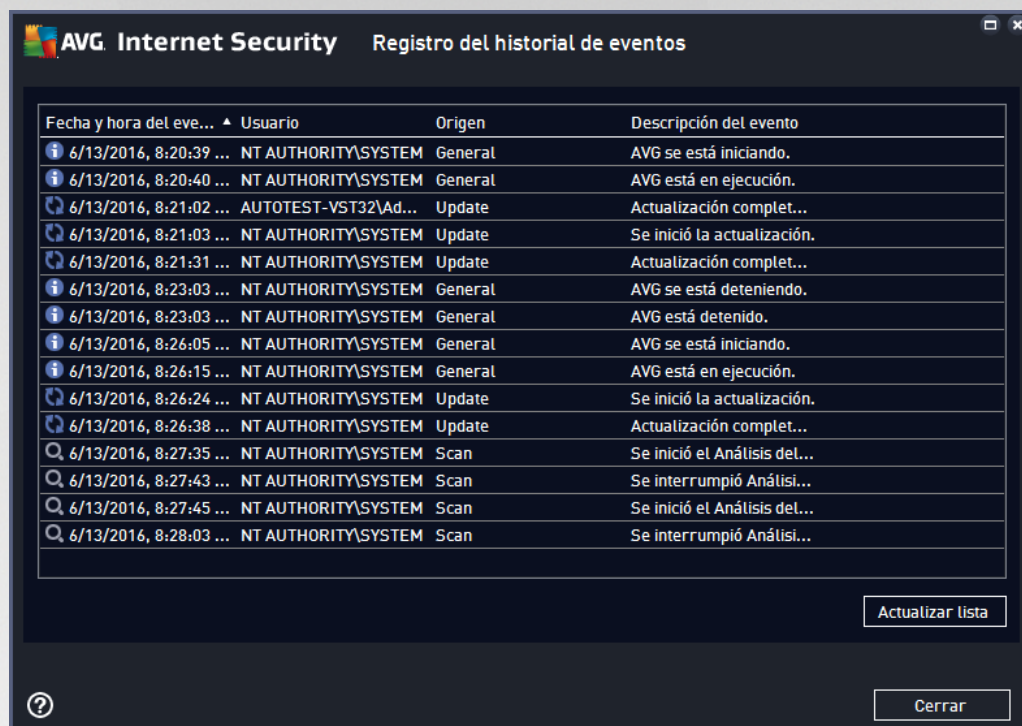 AVG Internet Security Registro del historial de eventos
Fecha y hora del eve... Usuario Origen Descripción del evento
6/13/2016, 8:20:39 ... NT AUTHORITY\SYSTEM General AVG se está iniciando.
6/13/2016, 8:20:40 ... NT AUTHORITY\SYSTEM General AVG está en ejecución.
6/13/2016, 8:21:02 ... AUTOTEST-VST32\Ad... Update Actualización complet...
6/13/2016, 8:21:03 ... NT AUTHORITY\SYSTEM Update Se inició la actualización.
6/13/2016, 8:21:31 ... NT AUTHORITY\SYSTEM Update Actualización complet...
6/13/2016, 8:23:03 ... NT AUTHORITY\SYSTEM General AVG se está deteniendo.
6/13/2016, 8:23:03 ... NT AUTHORITY\SYSTEM General AVG está detenido.
6/13/2016, 8:26:05 ... NT AUTHORITY\SYSTEM General AVG se está iniciando.
6/13/2016, 8:26:15 ... NT AUTHORITY\SYSTEM General AVG está en ejecución.
6/13/2016, 8:26:24 ... NT AUTHORITY\SYSTEM Update Se inició la actualización.
6/13/2016, 8:26:38 ... NT AUTHORITY\SYSTEM Update Actualización complet...
6/13/2016, 8:27:35 ... NT AUTHORITY\SYSTEM Scan Se inició el Análisis del...
6/13/2016, 8:27:43 ... NT AUTHORITY\SYSTEM Scan Se interrumpió Análisi...
6/13/2016, 8:27:45 ... NT AUTHORITY\SYSTEM Scan Se inició el Análisis del...
6/13/2016, 8:28:03 ... NT AUTHORITY\SYSTEM Scan Se interrumpió Análisi...
Actualizar lista
Cerrar